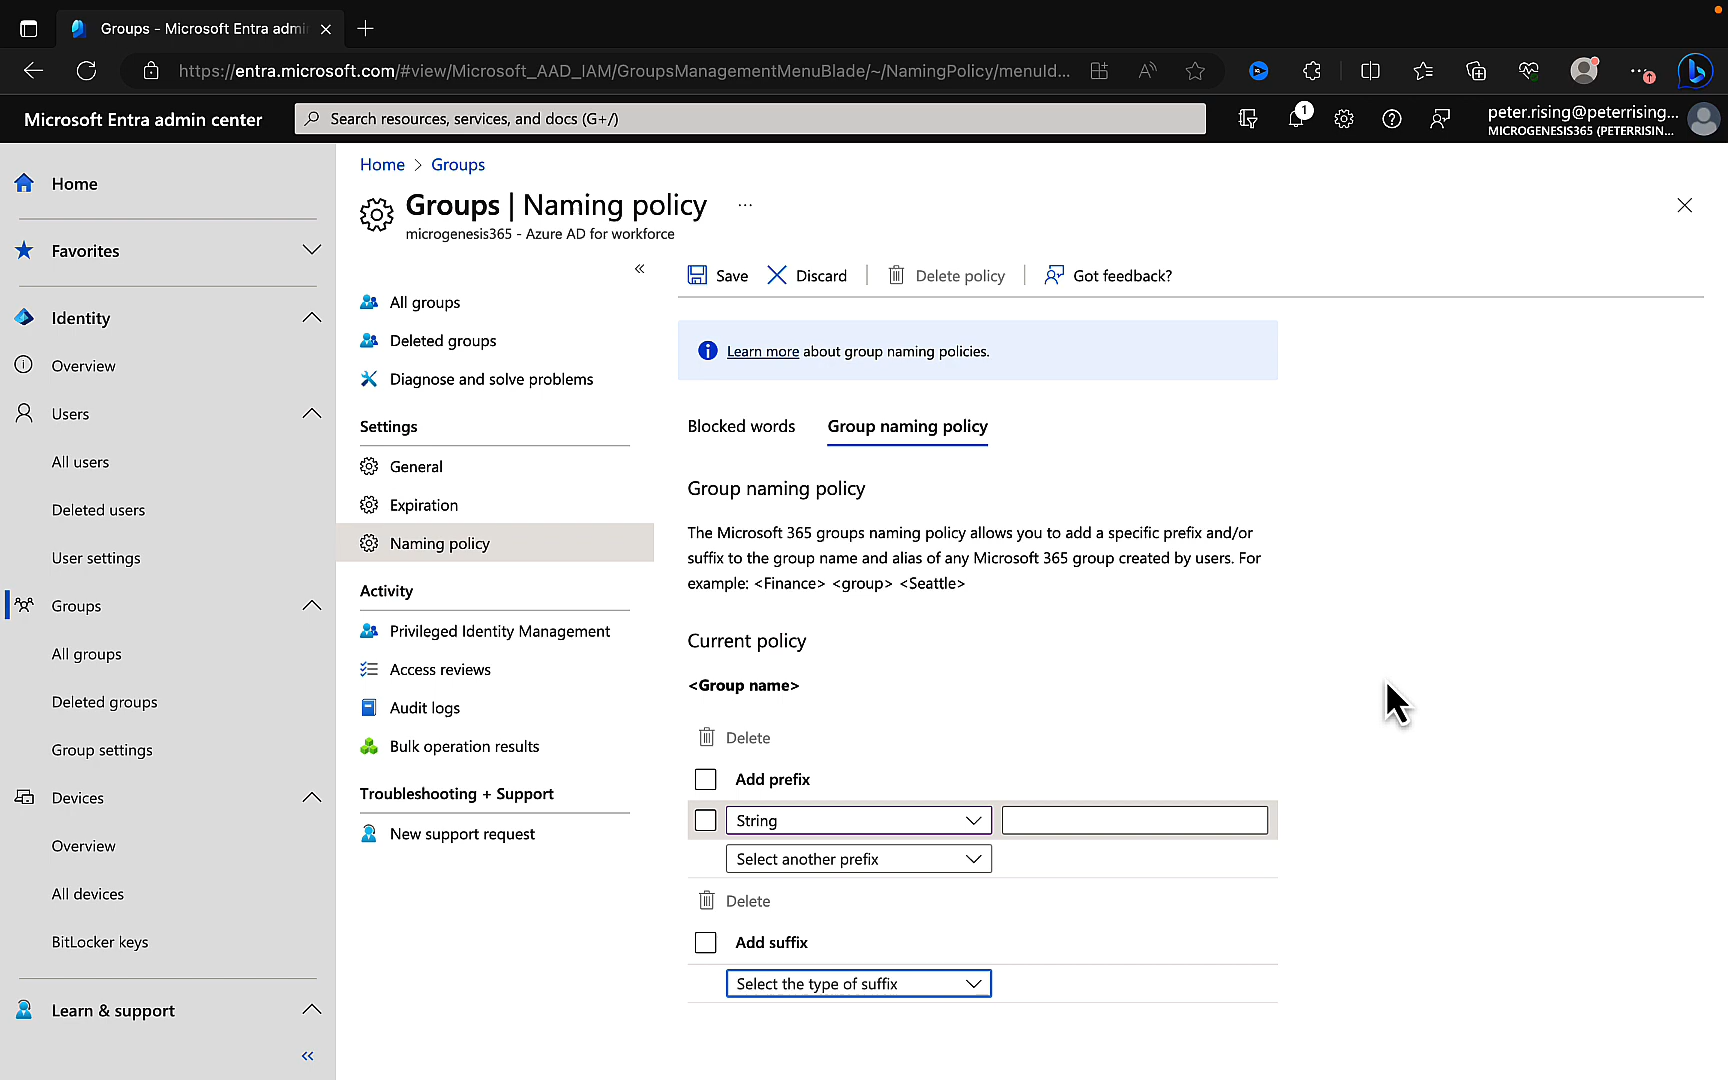 Groups - Microsoft Entra admi
https://entra.microsoft.com/#view/Microsoft_AAD_IAM/GroupsManagementMenuBlade/~/NamingPolicy/menuId...
Microsoft Entra admin center
Search resources, services, and docs (G+/)
1
peter.rising@peterrising...
MICROGENESIS365 (PETERRISIN...
Home
Favorites
Identity
Overview
Users
All users
Deleted users
User settings
Groups
All groups
Deleted groups
Group settings
Devices
Overview
All devices
BitLocker keys
Learn & support
Home > Groups
Groups | Naming policy ...
microgenesis365 - Azure AD for workforce
All groups
Deleted groups
Diagnose and solve problems
Settings
General
Expiration
Naming policy
Activity
Privileged Identity Management
Access reviews
Audit logs
Bulk operation results
Troubleshooting + Support
New support request
Save Discard Delete policy Got feedback?
Learn more about group naming policies.
Blocked words Group naming policy
Group naming policy
The Microsoft 365 groups naming policy allows you to add a specific prefix and/or
suffix to the group name and alias of any Microsoft 365 group created by users. For
example: <Finance> <group> <Seattle>
Current policy
<Group name>
Delete
Add prefix
String
Select another prefix
Delete
Add suffix
Select the type of suffix